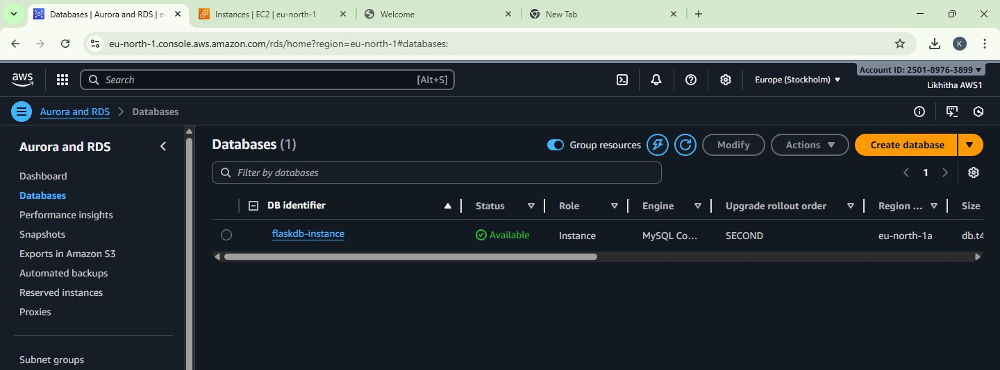 Databases | Aurora and RDS | eu
Instances | EC2 | eu-north-1
Welcome
New Tab
eu-north-1.console.aws.amazon.com/rds/home?region=eu-north-1#databases:
K
aws
Search
[Alt+S]
Europe (Stockholm)
Account ID: 2501-8976-3899
Likhitha AWS1
Aurora and RDS
Databases
Aurora and RDS
Dashboard
Databases
Performance insights
Snapshots
Exports in Amazon S3
Automated backups
Reserved instances
Proxies
Subnet groups
Databases (1)
Group resources
Modify
Actions
Create database
Filter by databases
1
DB identifier Status Role Engine Upgrade rollout order Region ... Size
flaskdb-instance Available Instance MySQL Co... SECOND eu-north-1a db.t4